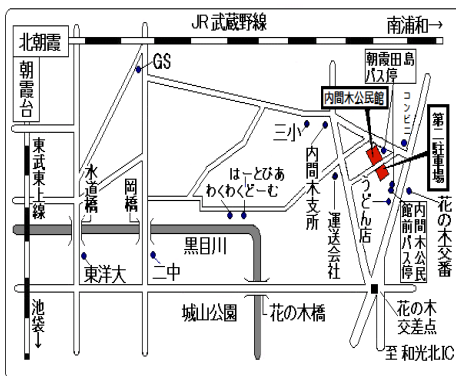 JR武蔵野線
南浦和→
北朝霞
朝霞台
GS
朝霞田島
バス停
コンビニ
内間木公民館
第二駐車場
三小
内間木支所
東武東上線
水道橋
岡橋
はーとぴあ
わくわくどーむ
運送会社
うどん店
内間木公民
館前バス停
花の木交番
黒目川
東洋大
二中
池袋↓
城山公園
花の木橋
花の木
交差点
至 和光北IC